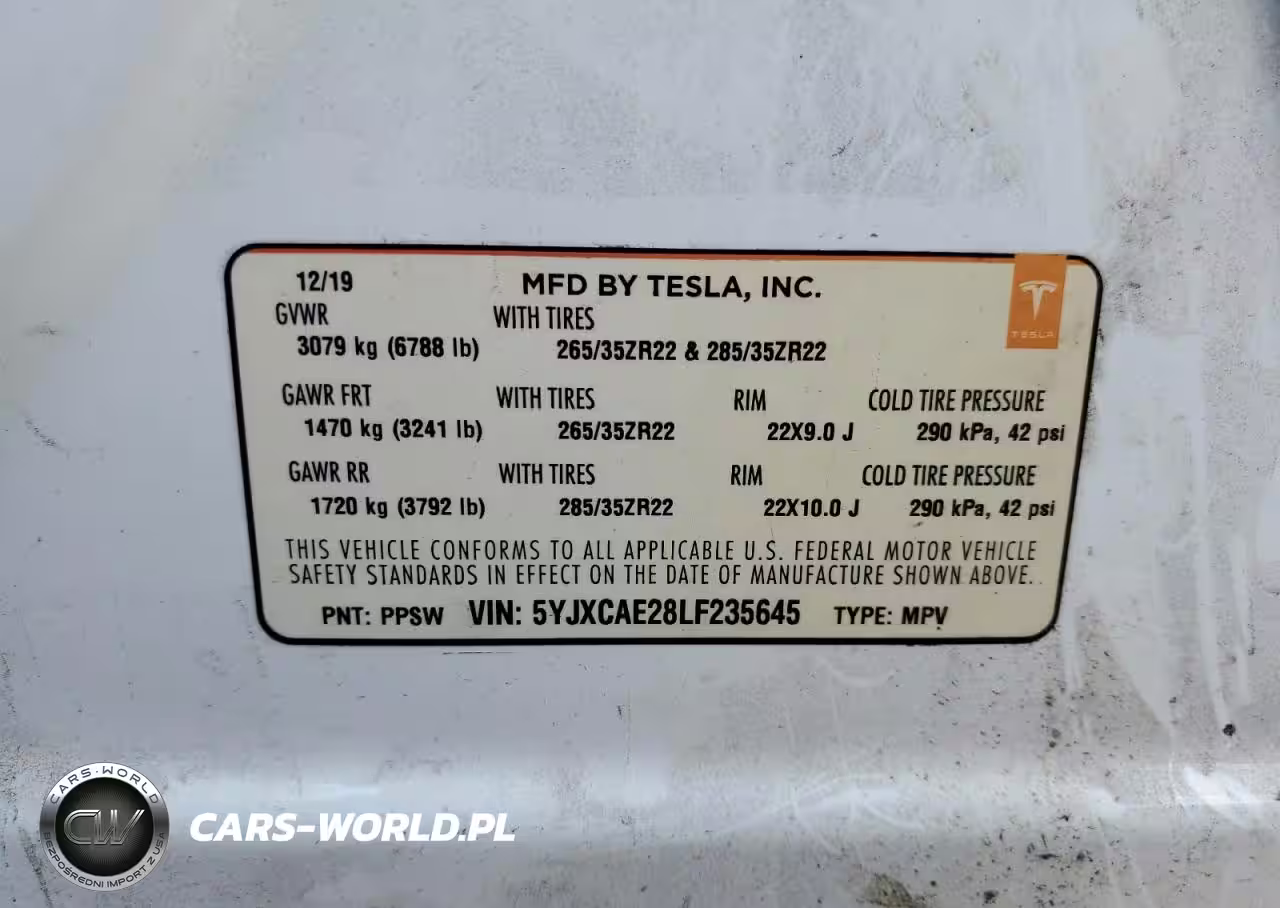 12/19 MFD BY TESLA, INC.
TESLA
GVWR WITH TIRES
3079 kg (6788 lb) 265/35ZR22 & 285/35ZR22
GAWR FRT WITH TIRES RIM COLD TIRE PRESSURE
1470 kg (3241 lb) 265/35ZR22 22X9.0 J 290 kPa, 42 psi
GAWR RR WITH TIRES RIM COLD TIRE PRESSURE
1720 kg (3792 lb) 285/35ZR22 22X10.0 J 290 kPa, 42 psi
THIS VEHICLE CONFORMS TO ALL APPLICABLE U.S. FEDERAL MOTOR VEHICLE
SAFETY STANDARDS IN EFFECT ON THE DATE OF MANUFACTURE SHOWN ABOVE.
PNT: PPSW VIN: 5YJXCAE28LF235645 TYPE: MPV
CARS-WORLD
CW
BEZPOŚREDNI IMPORT Z USA
CARS-WORLD.PL